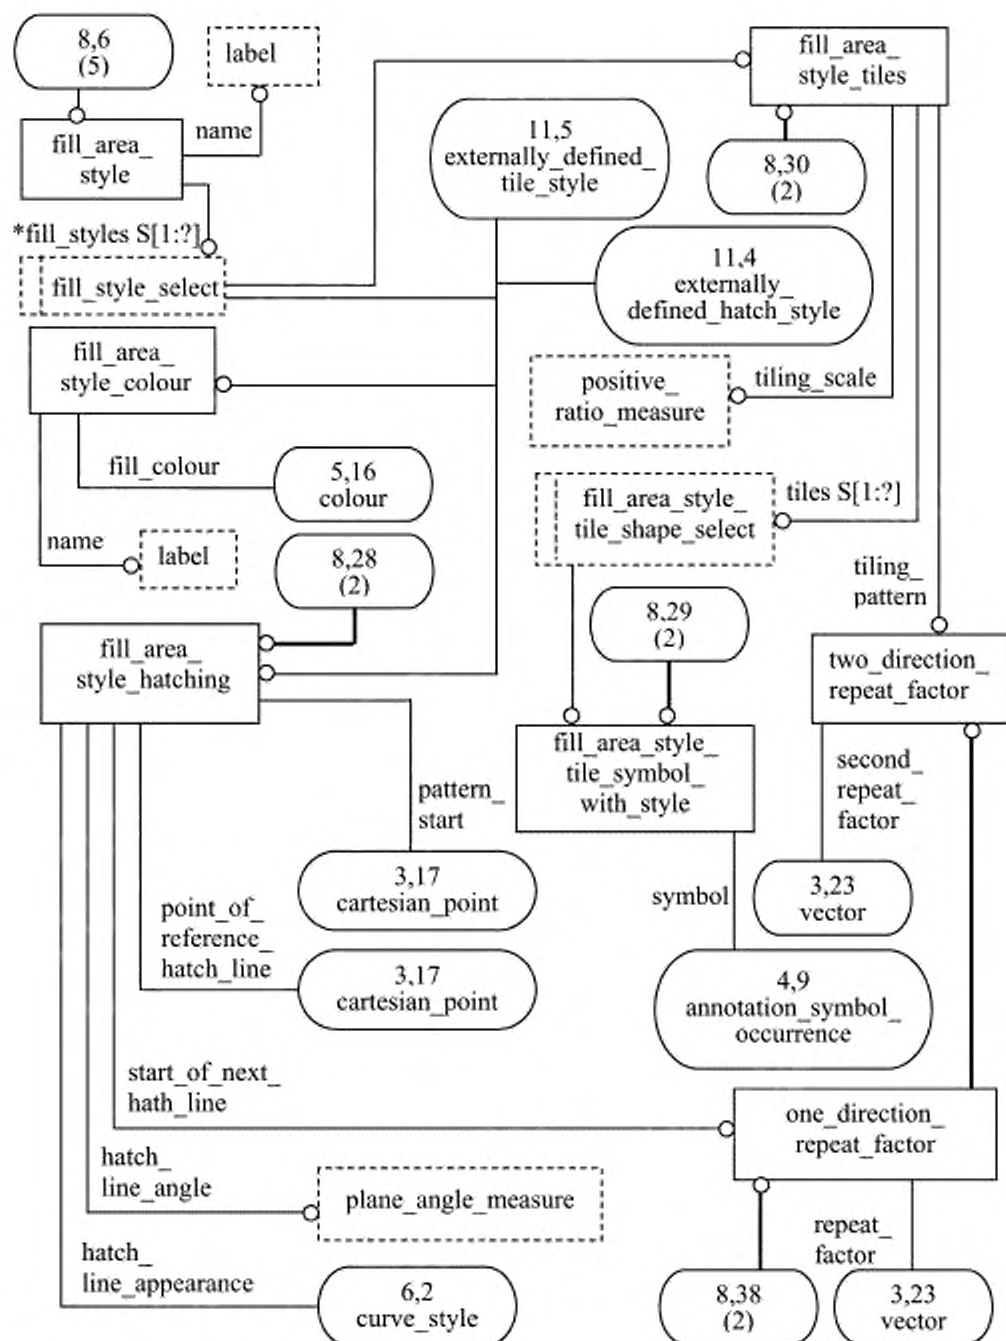 8,6
(5)
label
fill_area_
style_tiles
name
fill_area_
style
11,5
externally_defined_
tile_style
8,30
(2)
*fill_styles S[1:?]
fill_style_select
11,4
externally_
defined_hatch_style
fill_area_
style_colour
positive_
ratio_measure
tiling_scale
fill_colour
5,16
colour
fill_area_style_
tile_shape_select
tiles S[1:?]
name
label
8,28
(2)
tiling_
pattern
8,29
(2)
fill_area_
style_hatching
two_direction_
repeat_factor
fill_area_style_
tile_symbol_
with_style
pattern_
start
second_
repeat_
factor
3,17
cartesian_point
symbol
3,23
vector
point_of_
reference_
hatch_line
3,17
cartesian_point
4,9
annotation_symbol_
occurrence
start_of_next_
hath_line
one_direction_
repeat_factor
hatch_
line_angle
plane_angle_measure
repeat_
factor
hatch_
line_appearance
6,2
curve_style
8,38
(2)
3,23
vector